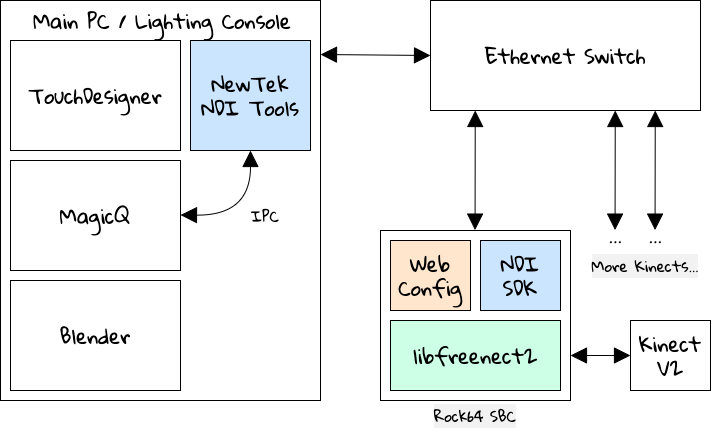 Main PC / Lighting Console
TouchDesigner
NewTek
NDI Tools
MagicQ
IPC
Blender
Ethernet Switch
...
...
More Kinects...
Web
Config
NDI
SDK
libfreenect2
Kinect
V2
Rock64 SBC